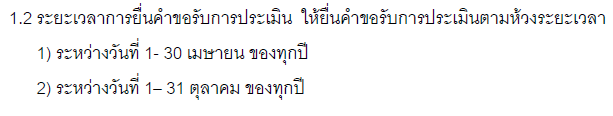 1.2 ระยะเวลาการยื่นคำขอรับการประเมิน ให้ยื่นคำขอรับการประเมินตามห้วงระยะเวลา
1) ระหว่างวันที่ 1- 30 เมษายน ของทุกปี
2) ระหว่างวันที่ 1– 31 ตุลาคม ของทุกปี